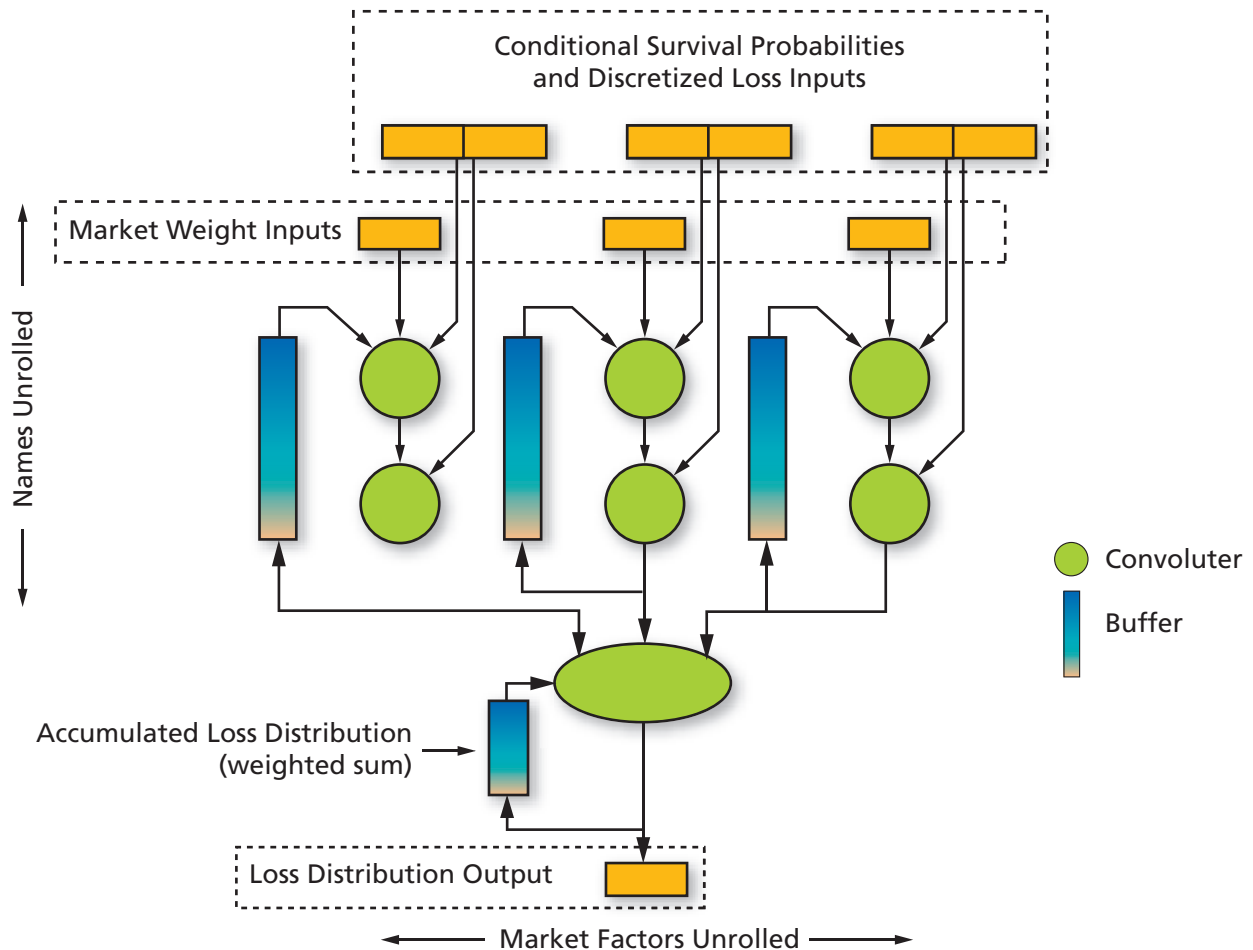 Conditional Survival Probabilities
and Discretized Loss Inputs
Market Weight Inputs
Names Unrolled
Convoluter
Buffer
Accumulated Loss Distribution
(weighted sum)
Loss Distribution Output
Market Factors Unrolled